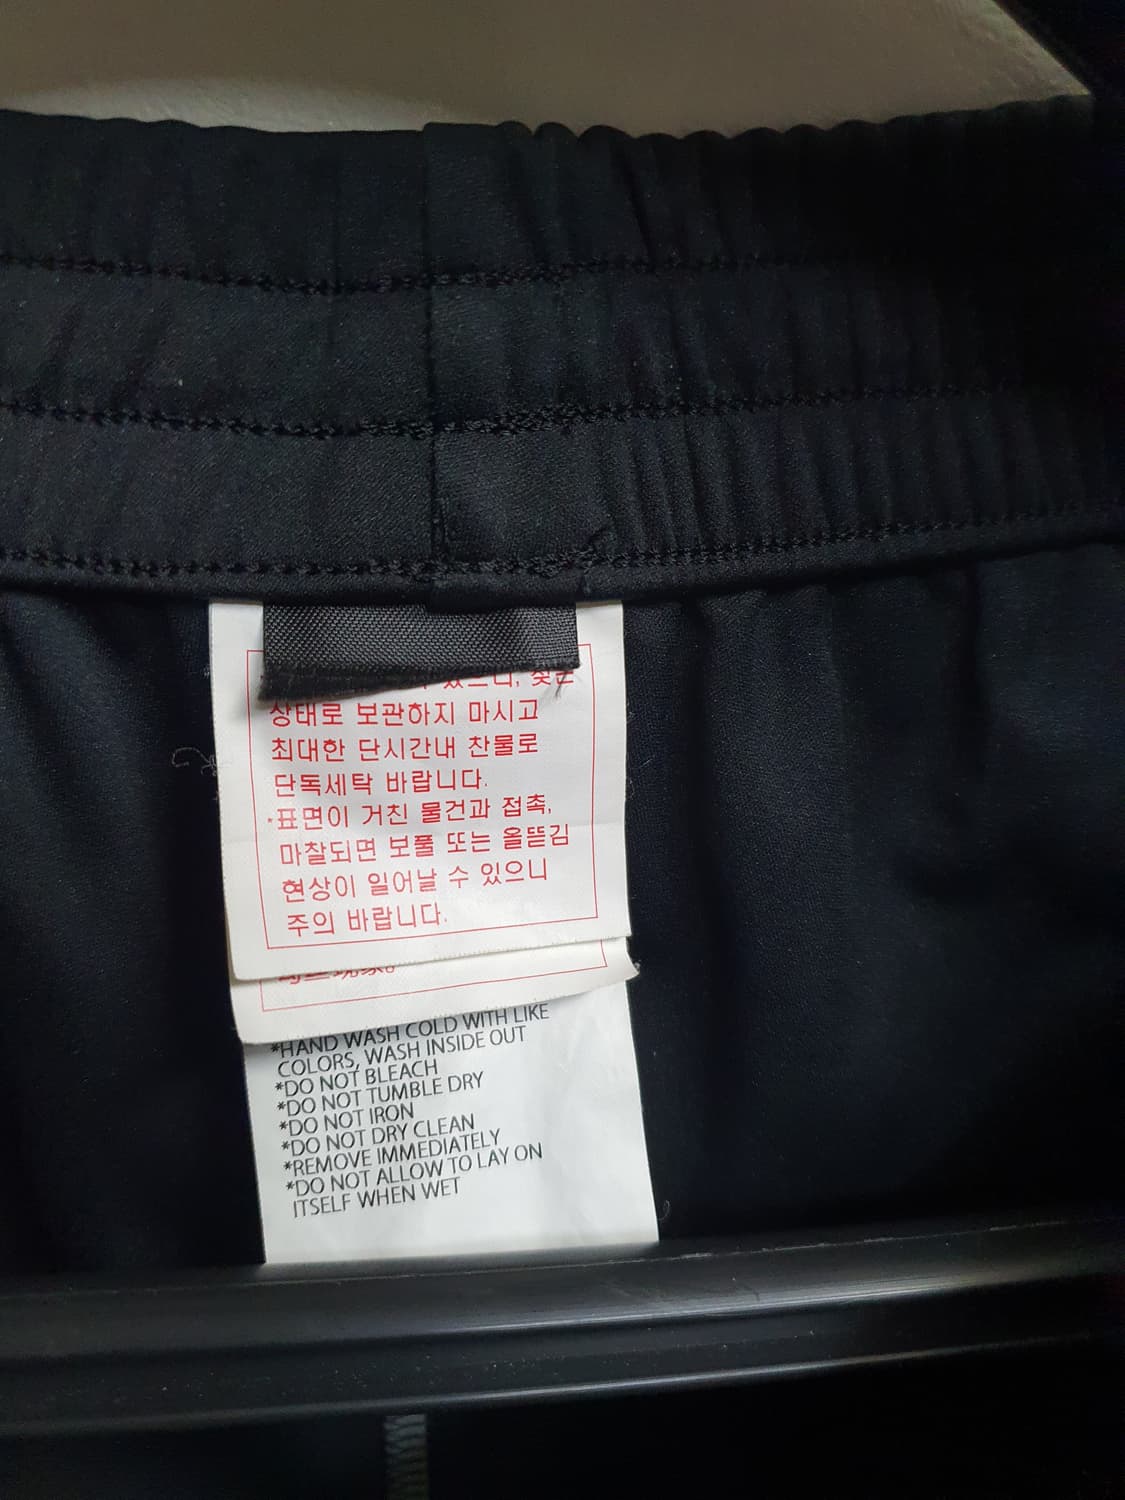 있으니, 젖은
상태로 보관하지 마시고
최대한 단시간내 찬물로
단독세탁 바랍니다.
*표면이 거친 물건과 접촉,
마찰되면 보풀 또는 올뜯김
현상이 일어날 수 있으니
주의 바랍니다.
*HAND WASH COLD WITH LIKE
COLORS, WASH INSIDE OUT
*DO NOT BLEACH
*DO NOT TUMBLE DRY
*DO NOT IRON
*DO NOT DRY CLEAN
*REMOVE IMMEDIATELY
*DO NOT ALLOW TO LAY ON
ITSELF WHEN WET